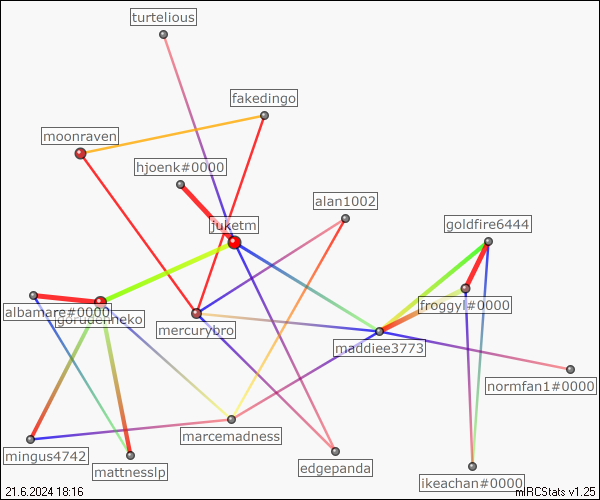 turtelious
fakedingo
moonraven
hjoenk#0000
alan1002
juketm
goldfire6444
albamare#0000
froggyl#0000
mercurybro
maddiee3773
normfan1#0000
marcemadness
mingus4742
mattnesslp
edgepanda
ikeachan#0000
21.6.2024 18:16
mIRCStats v1.25